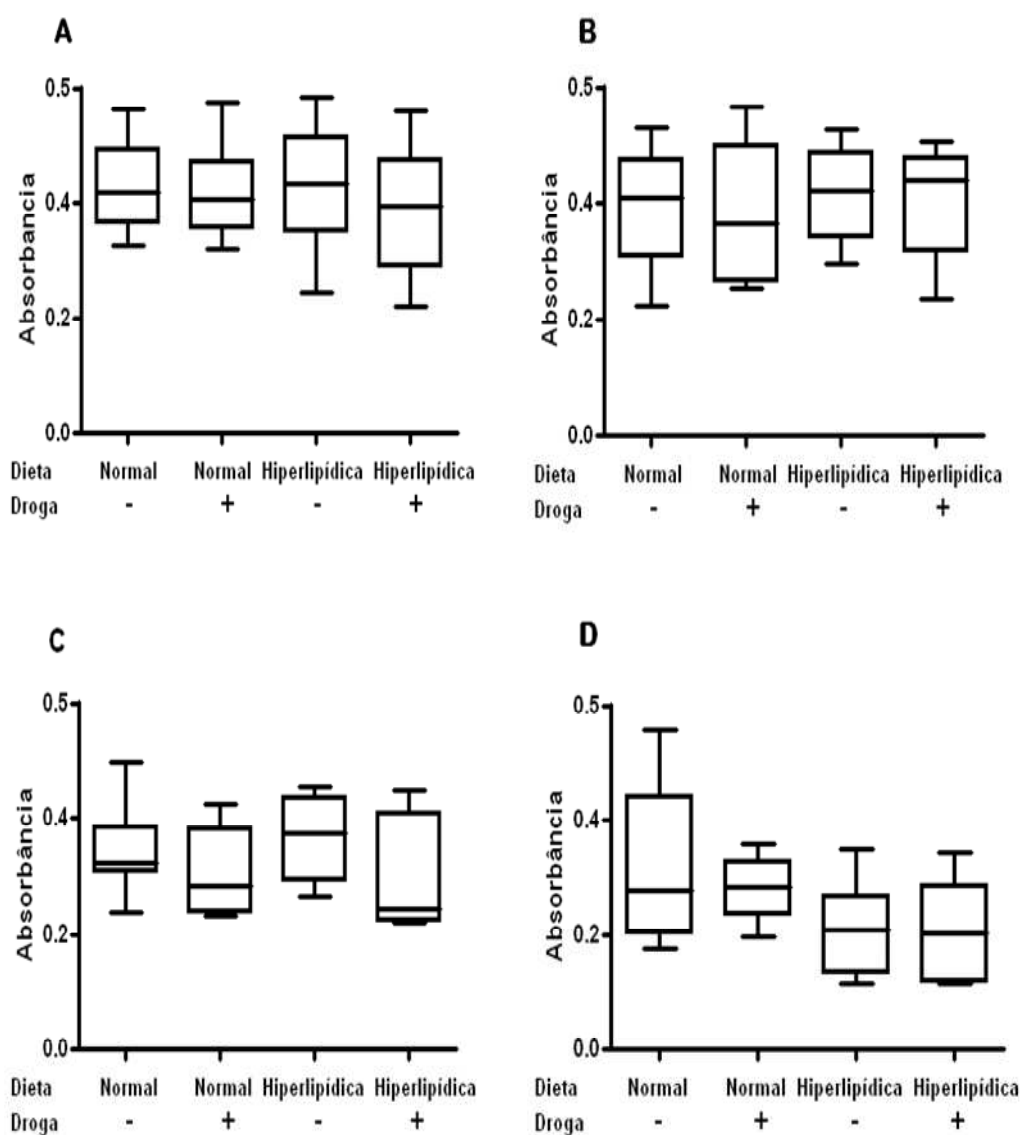 A
Absorbância
0.5
0.4
0.2
0.0
Dieta Normal Normal Hiperlipídica Hiperlipídica
Droga - + - +
B
Absorbância
0.5
0.4
0.2
0.0
Dieta Normal Normal Hiperlipídica Hiperlipídica
Droga - + - +
C
Absorbância
0.5
0.4
0.2
0.0
Dieta Normal Normal Hiperlipídica Hiperlipídica
Droga - + - +
D
Absorbância
0.5
0.4
0.2
0.0
Dieta Normal Normal Hiperlipídica Hiperlipídica
Droga - + - +